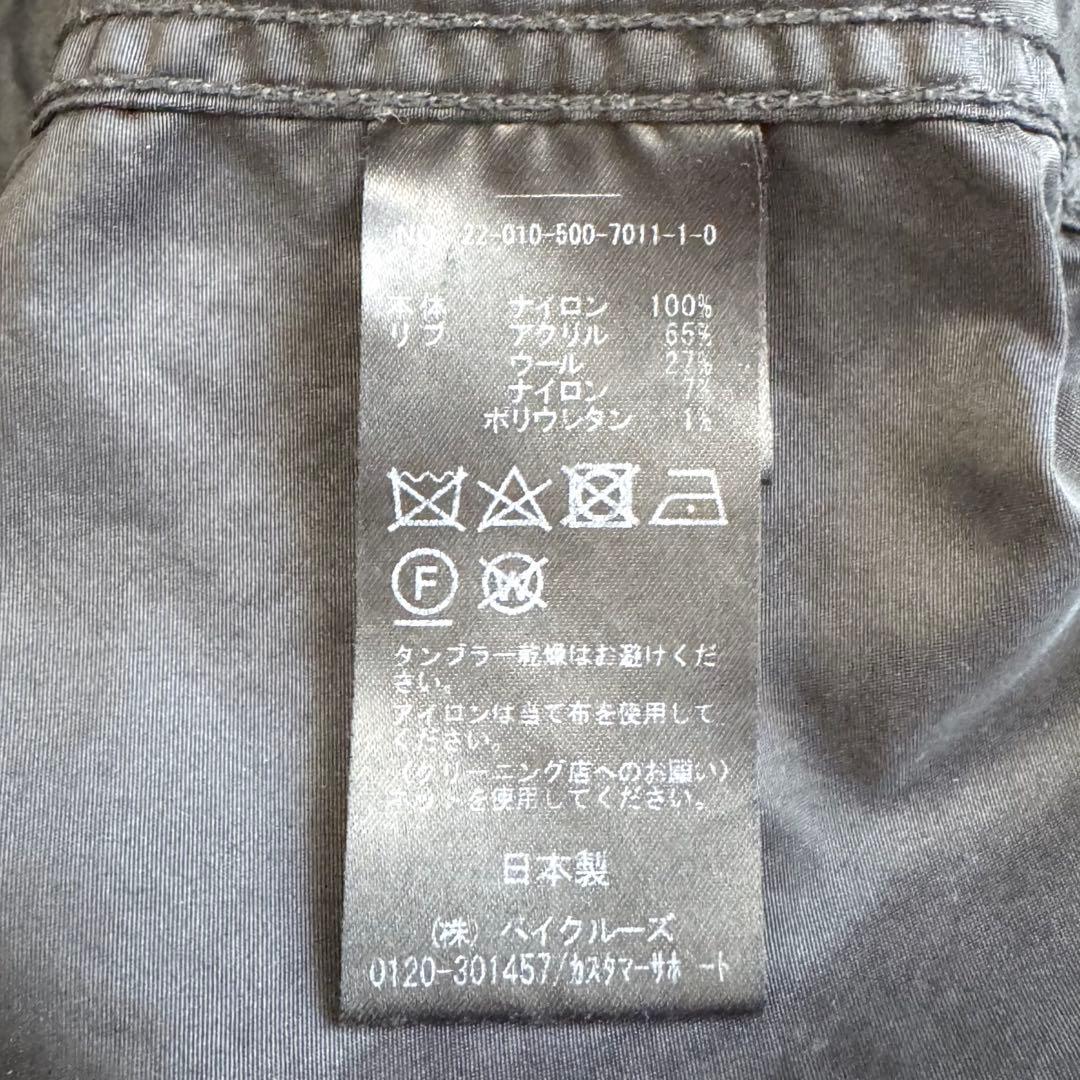 NO. 22-010-500-7011-1-0
本体 ナイロン 100%
リブ アクリル 65%
ウール 27%
ナイロン 7%
ポリウレタン 1%
F W
タンブラー乾燥はお避けくだ
さい。
アイロンは当て布を使用して
ください。
(クリーニング店へのお願い)
ネットを使用してください。
日本製
(株) ベイクルーズ
0120-301457/カスタマーサポート